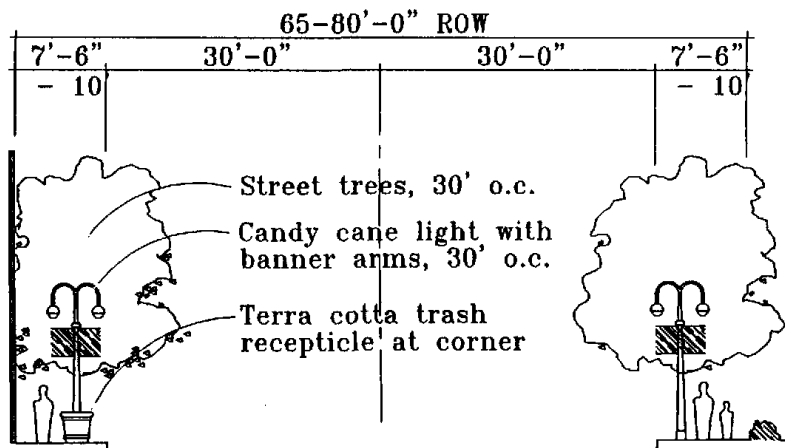 65-80'-0" ROW
7'-6" 30'-0" 30'-0" 7'-6"
- 10' - 10'
Street trees, 30' o.c.
Candy cane light with
banner arms, 30' o.c.
Terra cotta trash
recepticle at corner